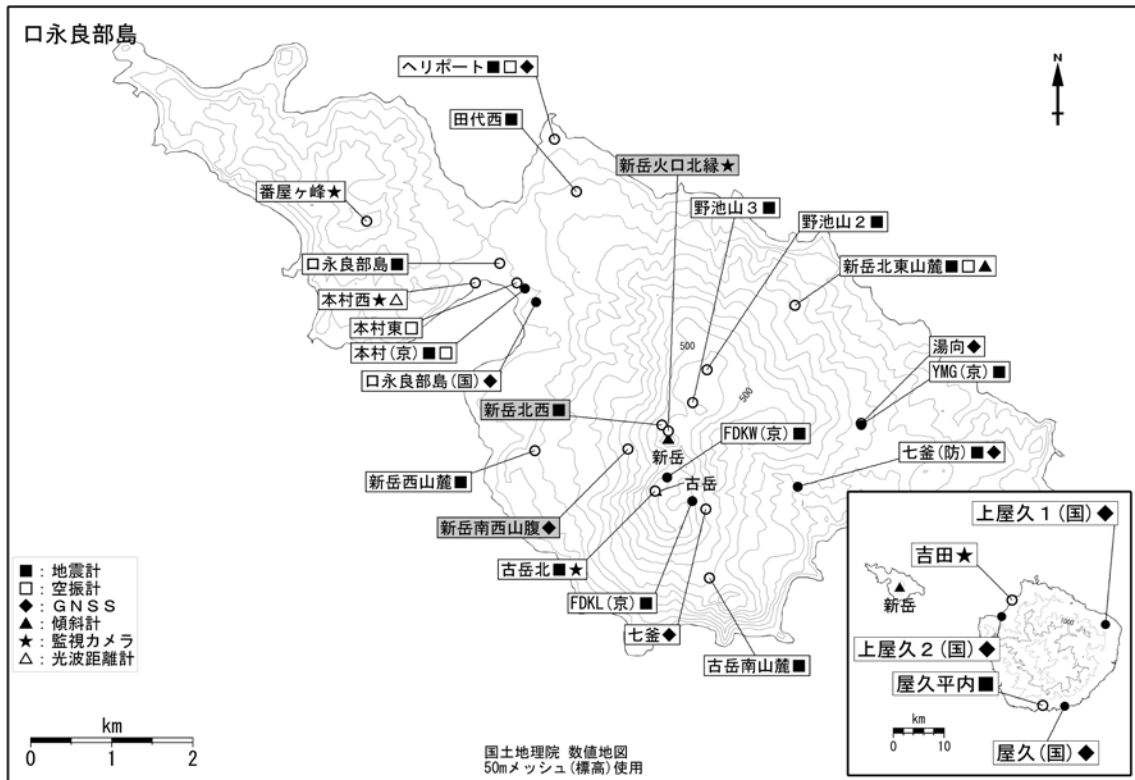 口永良部島
N
ヘリポート■□◆
田代西■
新岳火口北縁★
番屋ヶ峰★
野池山3■
野池山2■
口永良部島■
新岳北東山麓■□▲
本村西★△
本村東□
本村(京)■□
口永良部島(国)◆
500
500
湯向◆
YMG(京)■
新岳北西■
FDKW(京)■
新岳
七釜(防)■◆
新岳西山麓■
古岳
新岳南西山腹◆
古岳北■★
FDKL(京)■
七釜◆
古岳南山麓■
上屋久1(国)◆
吉田★
新岳
1000
上屋久2(国)◆
屋久平内■
屋久(国)◆
km
0 10
■：地震計
□：空振計
◆：GNSS
▲：傾斜計
★：監視カメラ
△：光波距離計
km
0 1 2
国土地理院 数値地図
50mメッシュ(標高)使用